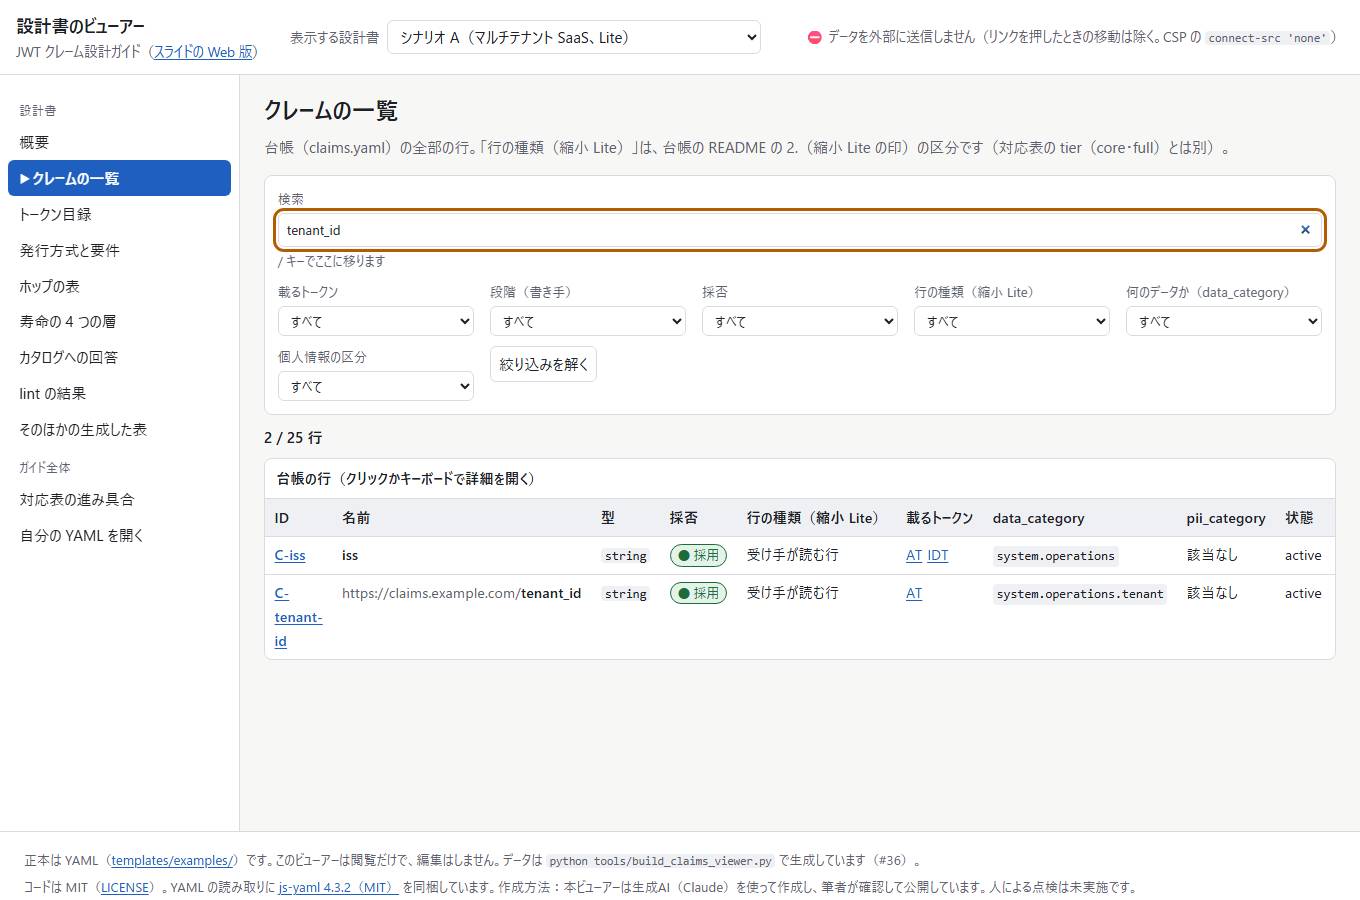 設計書のビューアー
JWT クレーム設計ガイド（スライドの Web 版）
表示する設計書
シナリオ A（マルチテナント SaaS、Lite）
データを外部に送信しません（リンクを押したときの移動は除く。CSP の connect-src 'none'）
設計書
概要
▶クレームの一覧
トークン目録
発行方式と要件
ホップの表
寿命の 4 つの層
カタログへの回答
lint の結果
そのほかの生成した表
ガイド全体
対応表の進み具合
自分の YAML を開く
クレームの一覧
台帳（claims.yaml）の全部の行。「行の種類（縮小 Lite）」は、台帳の README の 2.（縮小 Lite の印）の区分です（対応表の tier（core･full）とは別）。
検索
tenant_id
×
/ キーでここに移ります
載るトークン
段階（書き手）
採否
行の種類（縮小 Lite）
何のデータか（data_category）
すべて
すべて
すべて
すべて
すべて
個人情報の区分
すべて
絞り込みを解く
2 / 25 行
台帳の行（クリックかキーボードで詳細を開く）
ID 名前 型 採否 行の種類（縮小 Lite） 載るトークン data_category pii_category 状態
C-iss iss string ● 採用 受け手が読む行 AT IDT system.operations 該当なし active
C- https://claims.example.com/tenant_id string ● 採用 受け手が読む行 AT system.operations.tenant 該当なし active
tenant-
id
正本は YAML（templates/examples/）です。このビューアーは閲覧だけで、編集はしません。データは python tools/build_claims_viewer.py で生成しています（#36）。
コードは MIT（LICENSE）。YAML の読み取りに js-yaml 4.3.2（MIT） を同梱しています。作成方法：本ビューアーは生成AI（Claude）を使って作成し、筆者が確認して公開しています。人による点検は未実施です。